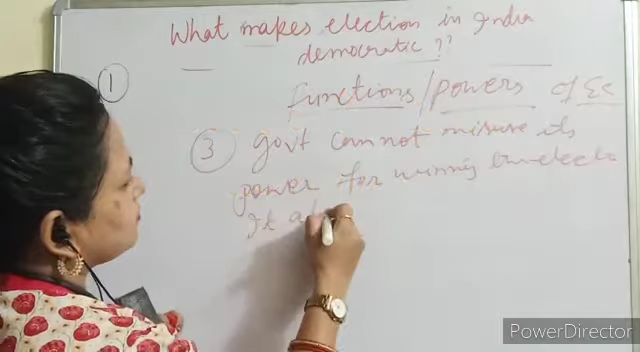 What makes election in India
democratic ??
①
Functions/powers of EC
③ Govt cannot misuse its
power for winning
It a
PowerDirector